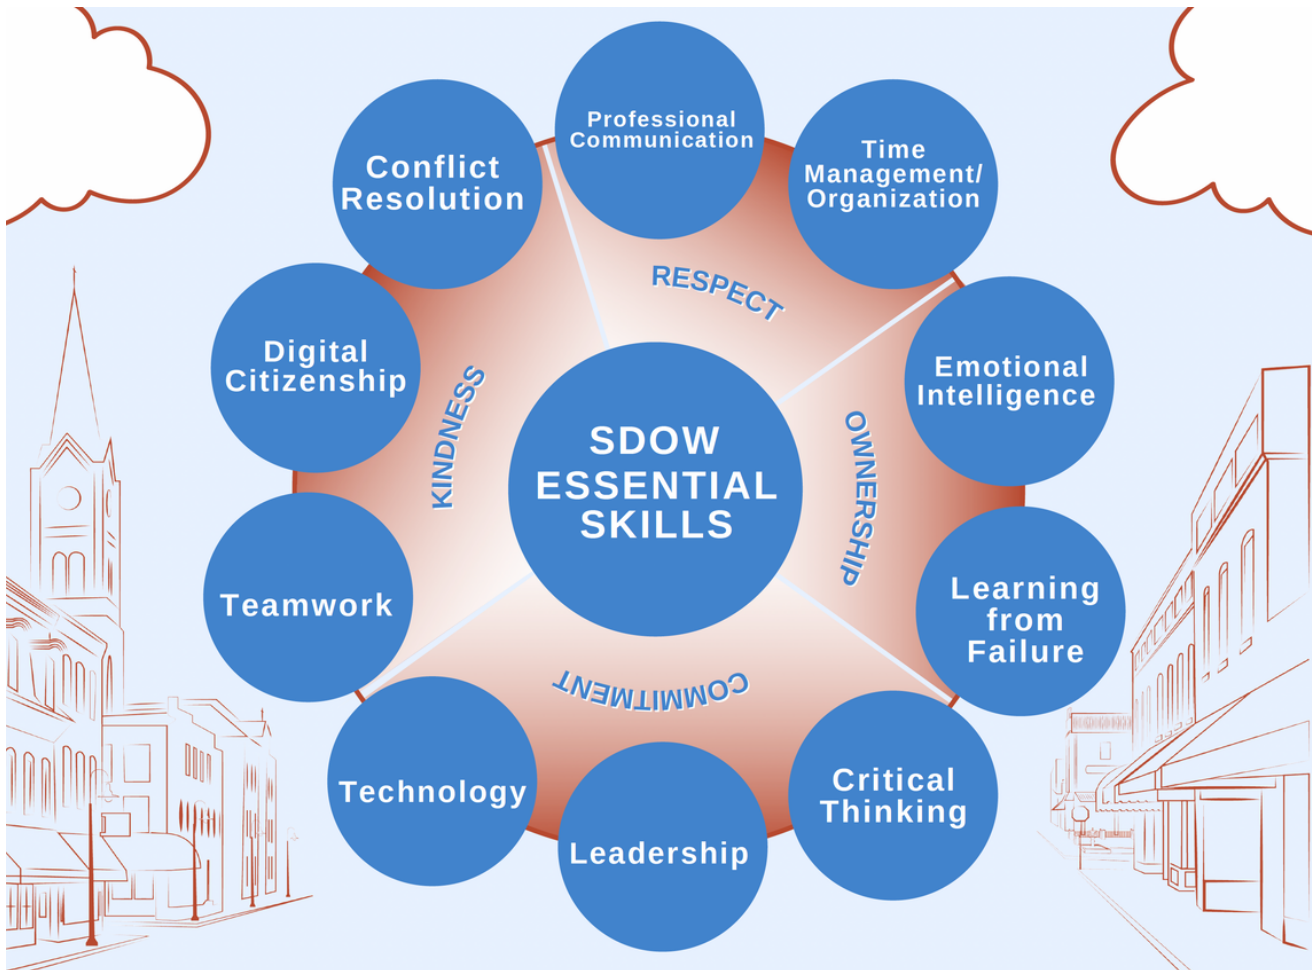 Professional
Communication
Time
Management/
Organization
Emotional
Intelligence
Learning
from
Failure
Critical
Thinking
Leadership
Technology
Teamwork
Digital
Citizenship
Conflict
Resolution
RESPECT
OWNERSHIP
COMMITMENT
KINDNESS
SDOW
ESSENTIAL
SKILLS